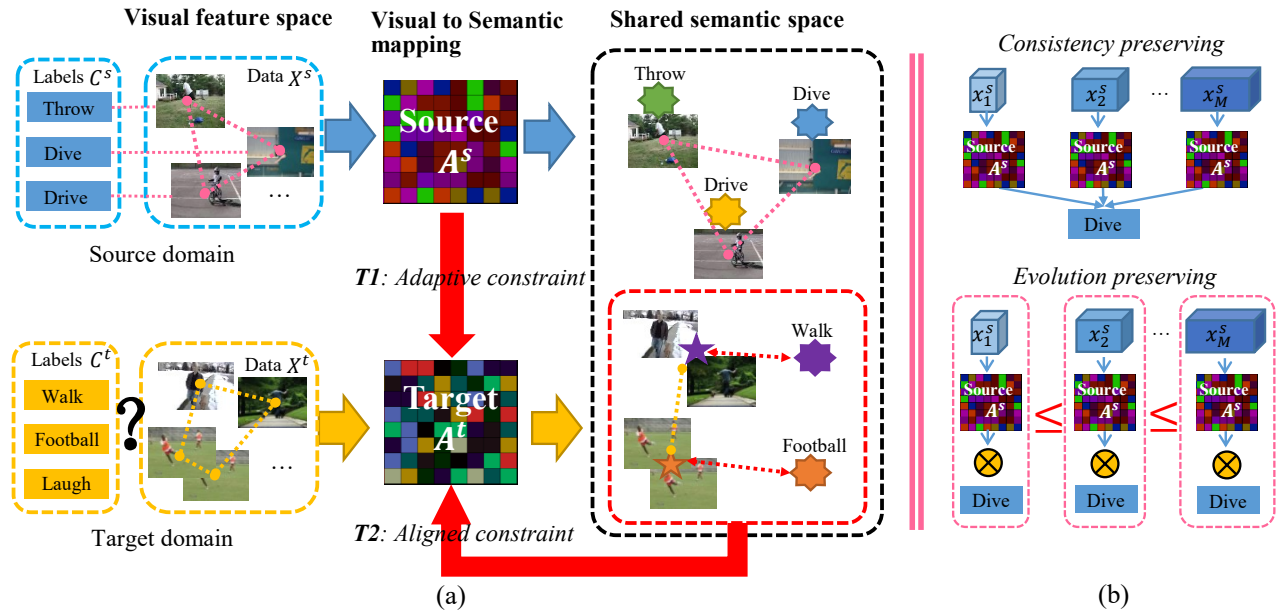 Visual feature space
Visual to Semantic
mapping
Shared semantic space
Labels C^s
Data X^s
Throw
Dive
Drive
...
Source domain
Source
A^s
Throw
Dive
Drive
T1: Adaptive constraint
Labels C^t
Data X^t
Walk
Football
Laugh
?
...
Target domain
Target
A^t
Walk
Football
T2: Aligned constraint
(a)
Consistency preserving
x_1^s
x_2^s
...
x_M^s
Source
A^s
Source
A^s
Source
A^s
Dive
Evolution preserving
x_1^s
x_2^s
...
x_M^s
Source
A^s
≤
Source
A^s
≤
Source
A^s
Dive
Dive
Dive
(b)